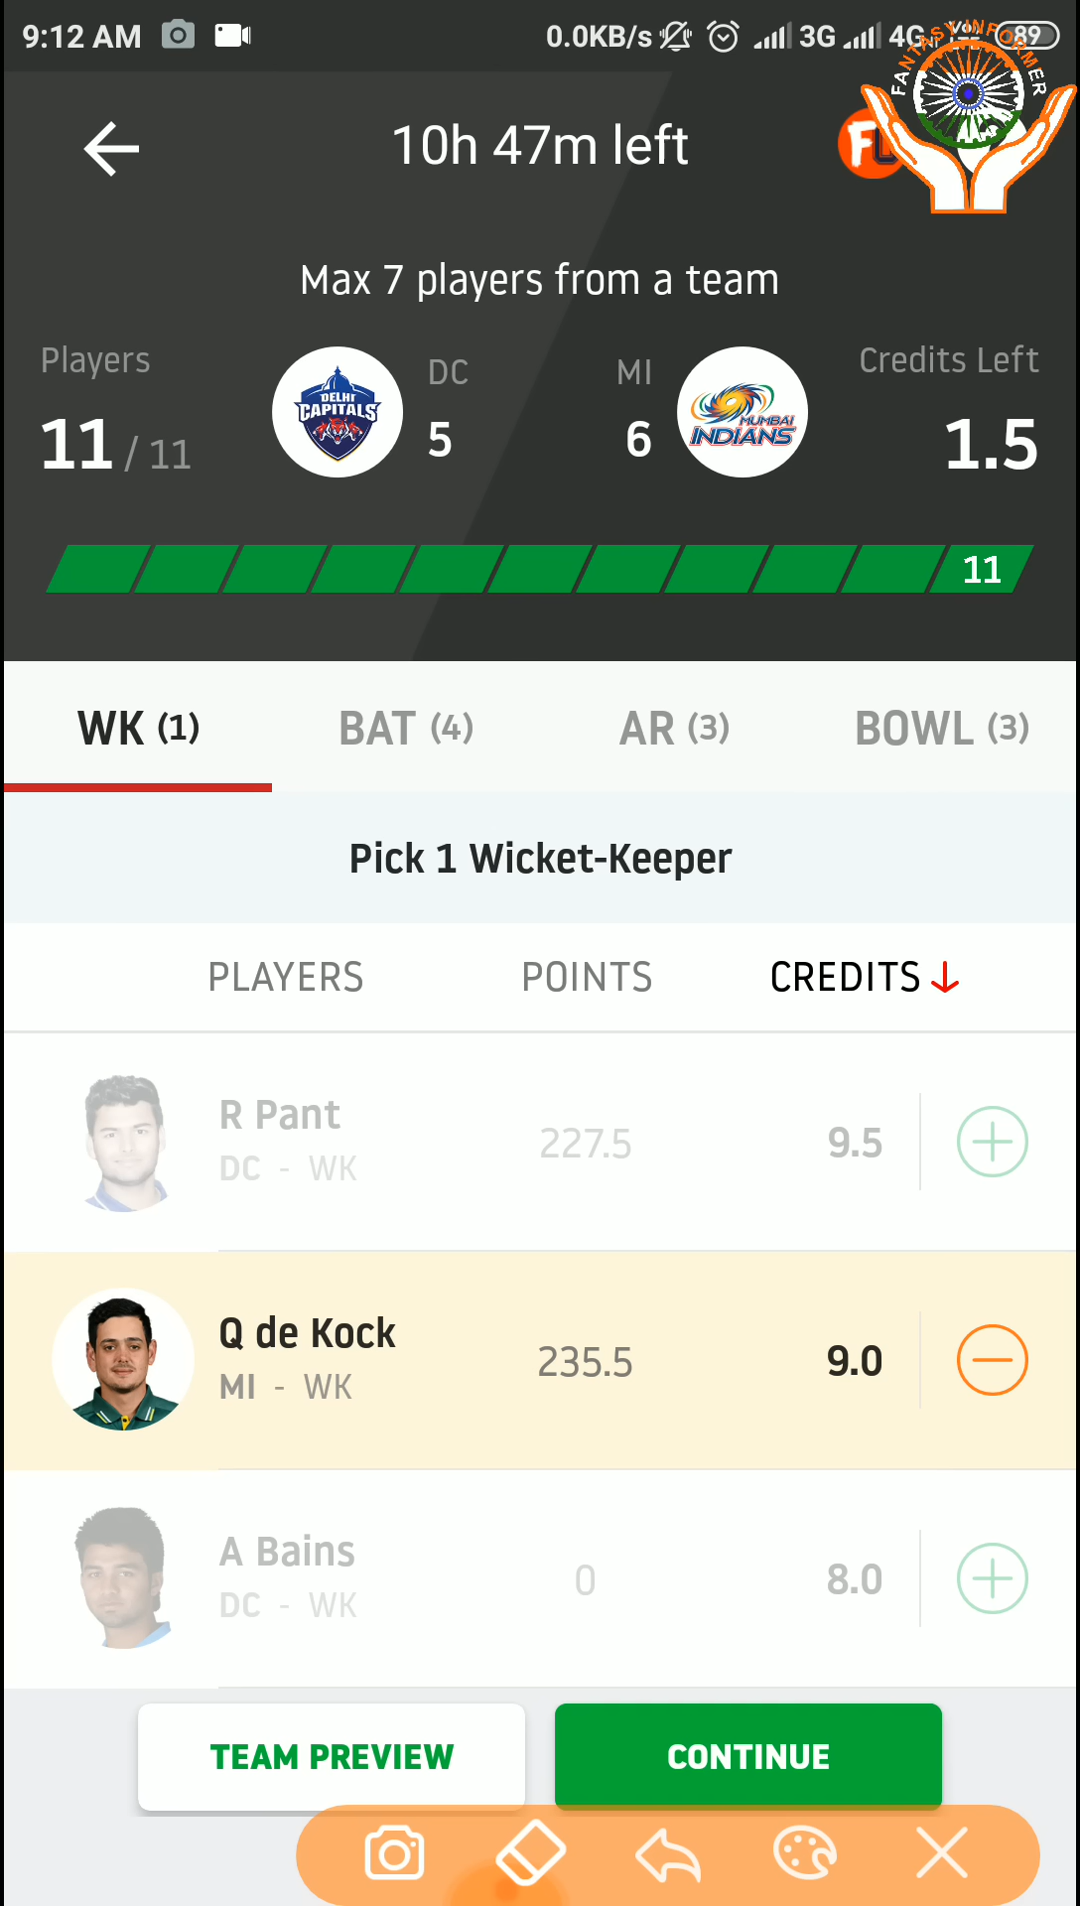 9:12 AM 0.0KB/s 3G 4G 89
FANTASY INFORMER
10h 47m left
Max 7 players from a team
Players DC MI Credits Left
11 / 11 5 6 1.5
DELHI
CAPITALS
MUMBAI
INDIANS
11
WK (1) BAT (4) AR (3) BOWL (3)
Pick 1 Wicket-Keeper
PLAYERS POINTS CREDITS
R Pant
DC - WK 227.5 9.5
Q de Kock
MI - WK 235.5 9.0
A Bains
DC - WK 0 8.0
TEAM PREVIEW CONTINUE